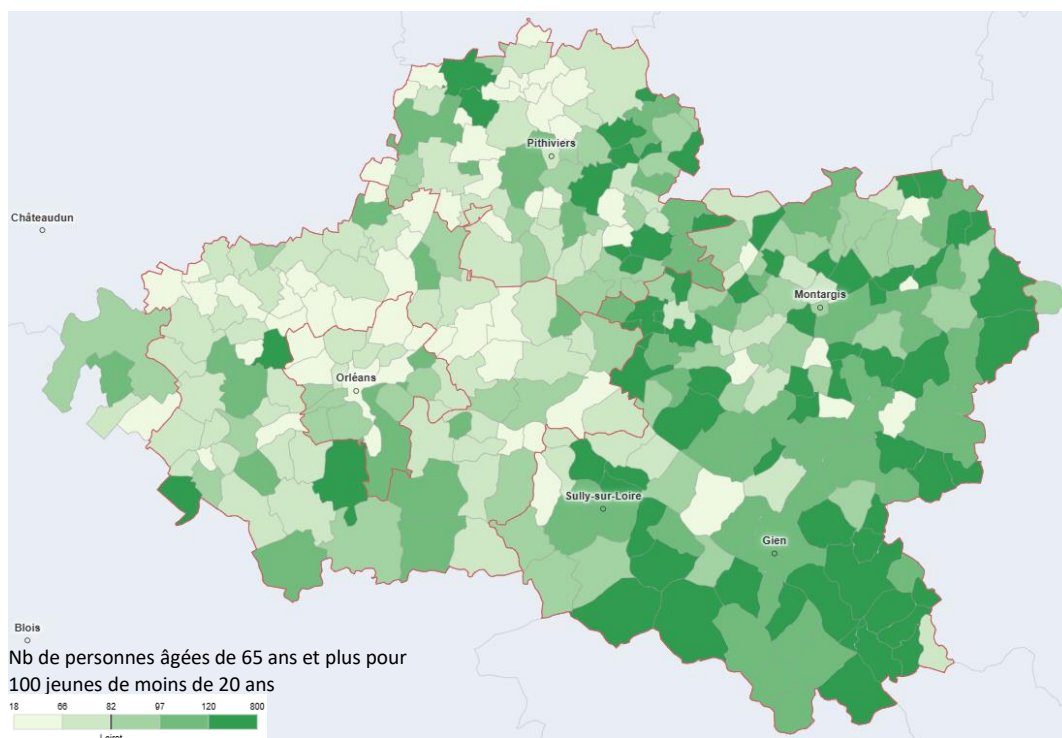 Pithiviers
Châteaudun
Montargis
Orléans
Sully-sur-Loire
Gien
Blois
Nb de personnes âgées de 65 ans et plus pour
100 jeunes de moins de 20 ans
18 66 82 97 120 800
Loiret